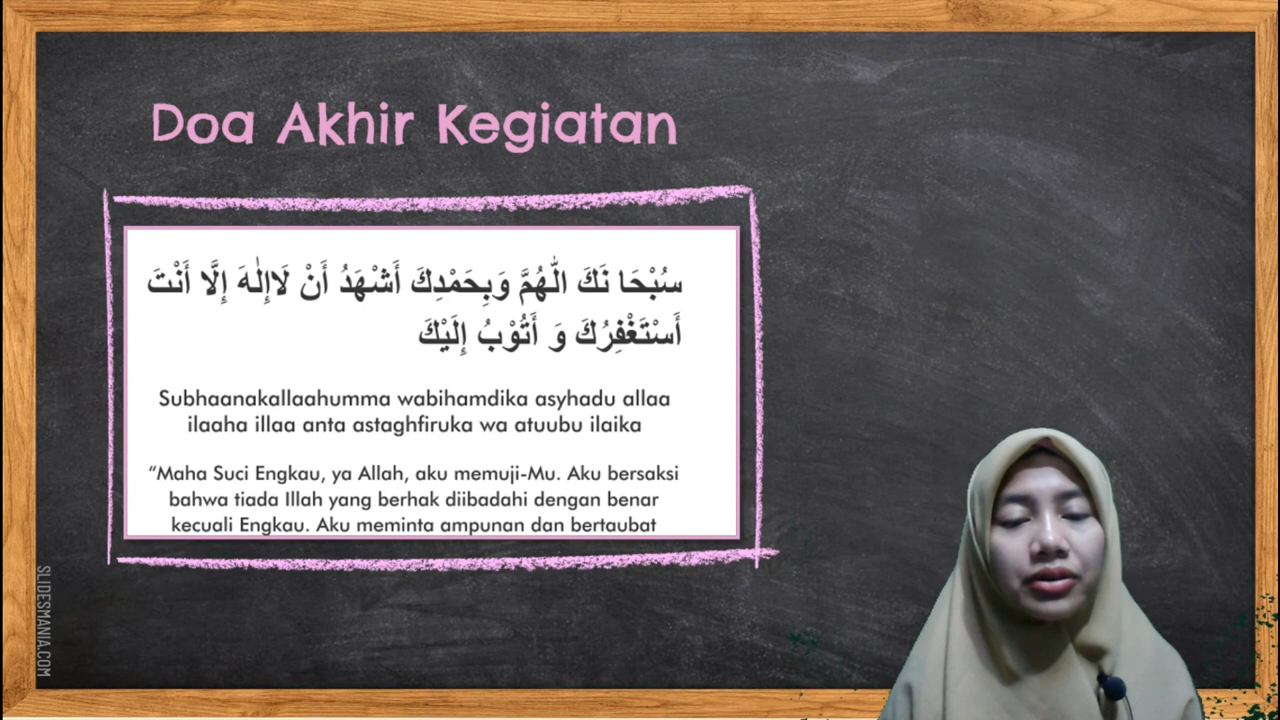 Doa Akhir Kegiatan
سُبْحَا نَكَ اللّٰهُمَّ وَبِحَمْدِكَ أَشْهَدُ أَنْ لَاإِلٰهَ إِلَّا أَنْتَ
أَسْتَغْفِرُكَ وَ أَتُوْبُ إِلَيْكَ
Subhaanakallaahumma wabihamdika asyhadu allaa
ilaaha illaa anta astaghfiruka wa atuubu ilaika
“Maha Suci Engkau, ya Allah, aku memuji-Mu. Aku bersaksi
bahwa tiada Illah yang berhak diibadahi dengan benar
kecuali Engkau. Aku meminta ampunan dan bertaubat
SLIDESMANIA.COM